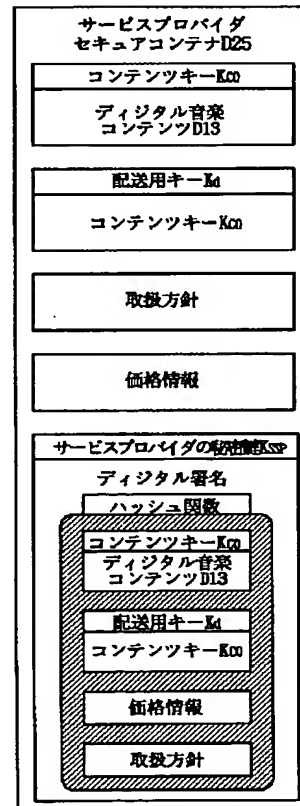 サービスプロバイダ
セキュアコンテナD25
コンテンツキーKco
ディジタル音楽
コンテンツD13
配送用キーKd
コンテンツキーKco
取扱方針
価格情報
サービスプロバイダの秘密鍵Kssp
ディジタル署名
ハッシュ関数
コンテンツキーKco
ディジタル音楽
コンテンツD13
配送用キーKd
コンテンツキーKco
価格情報
取扱方針